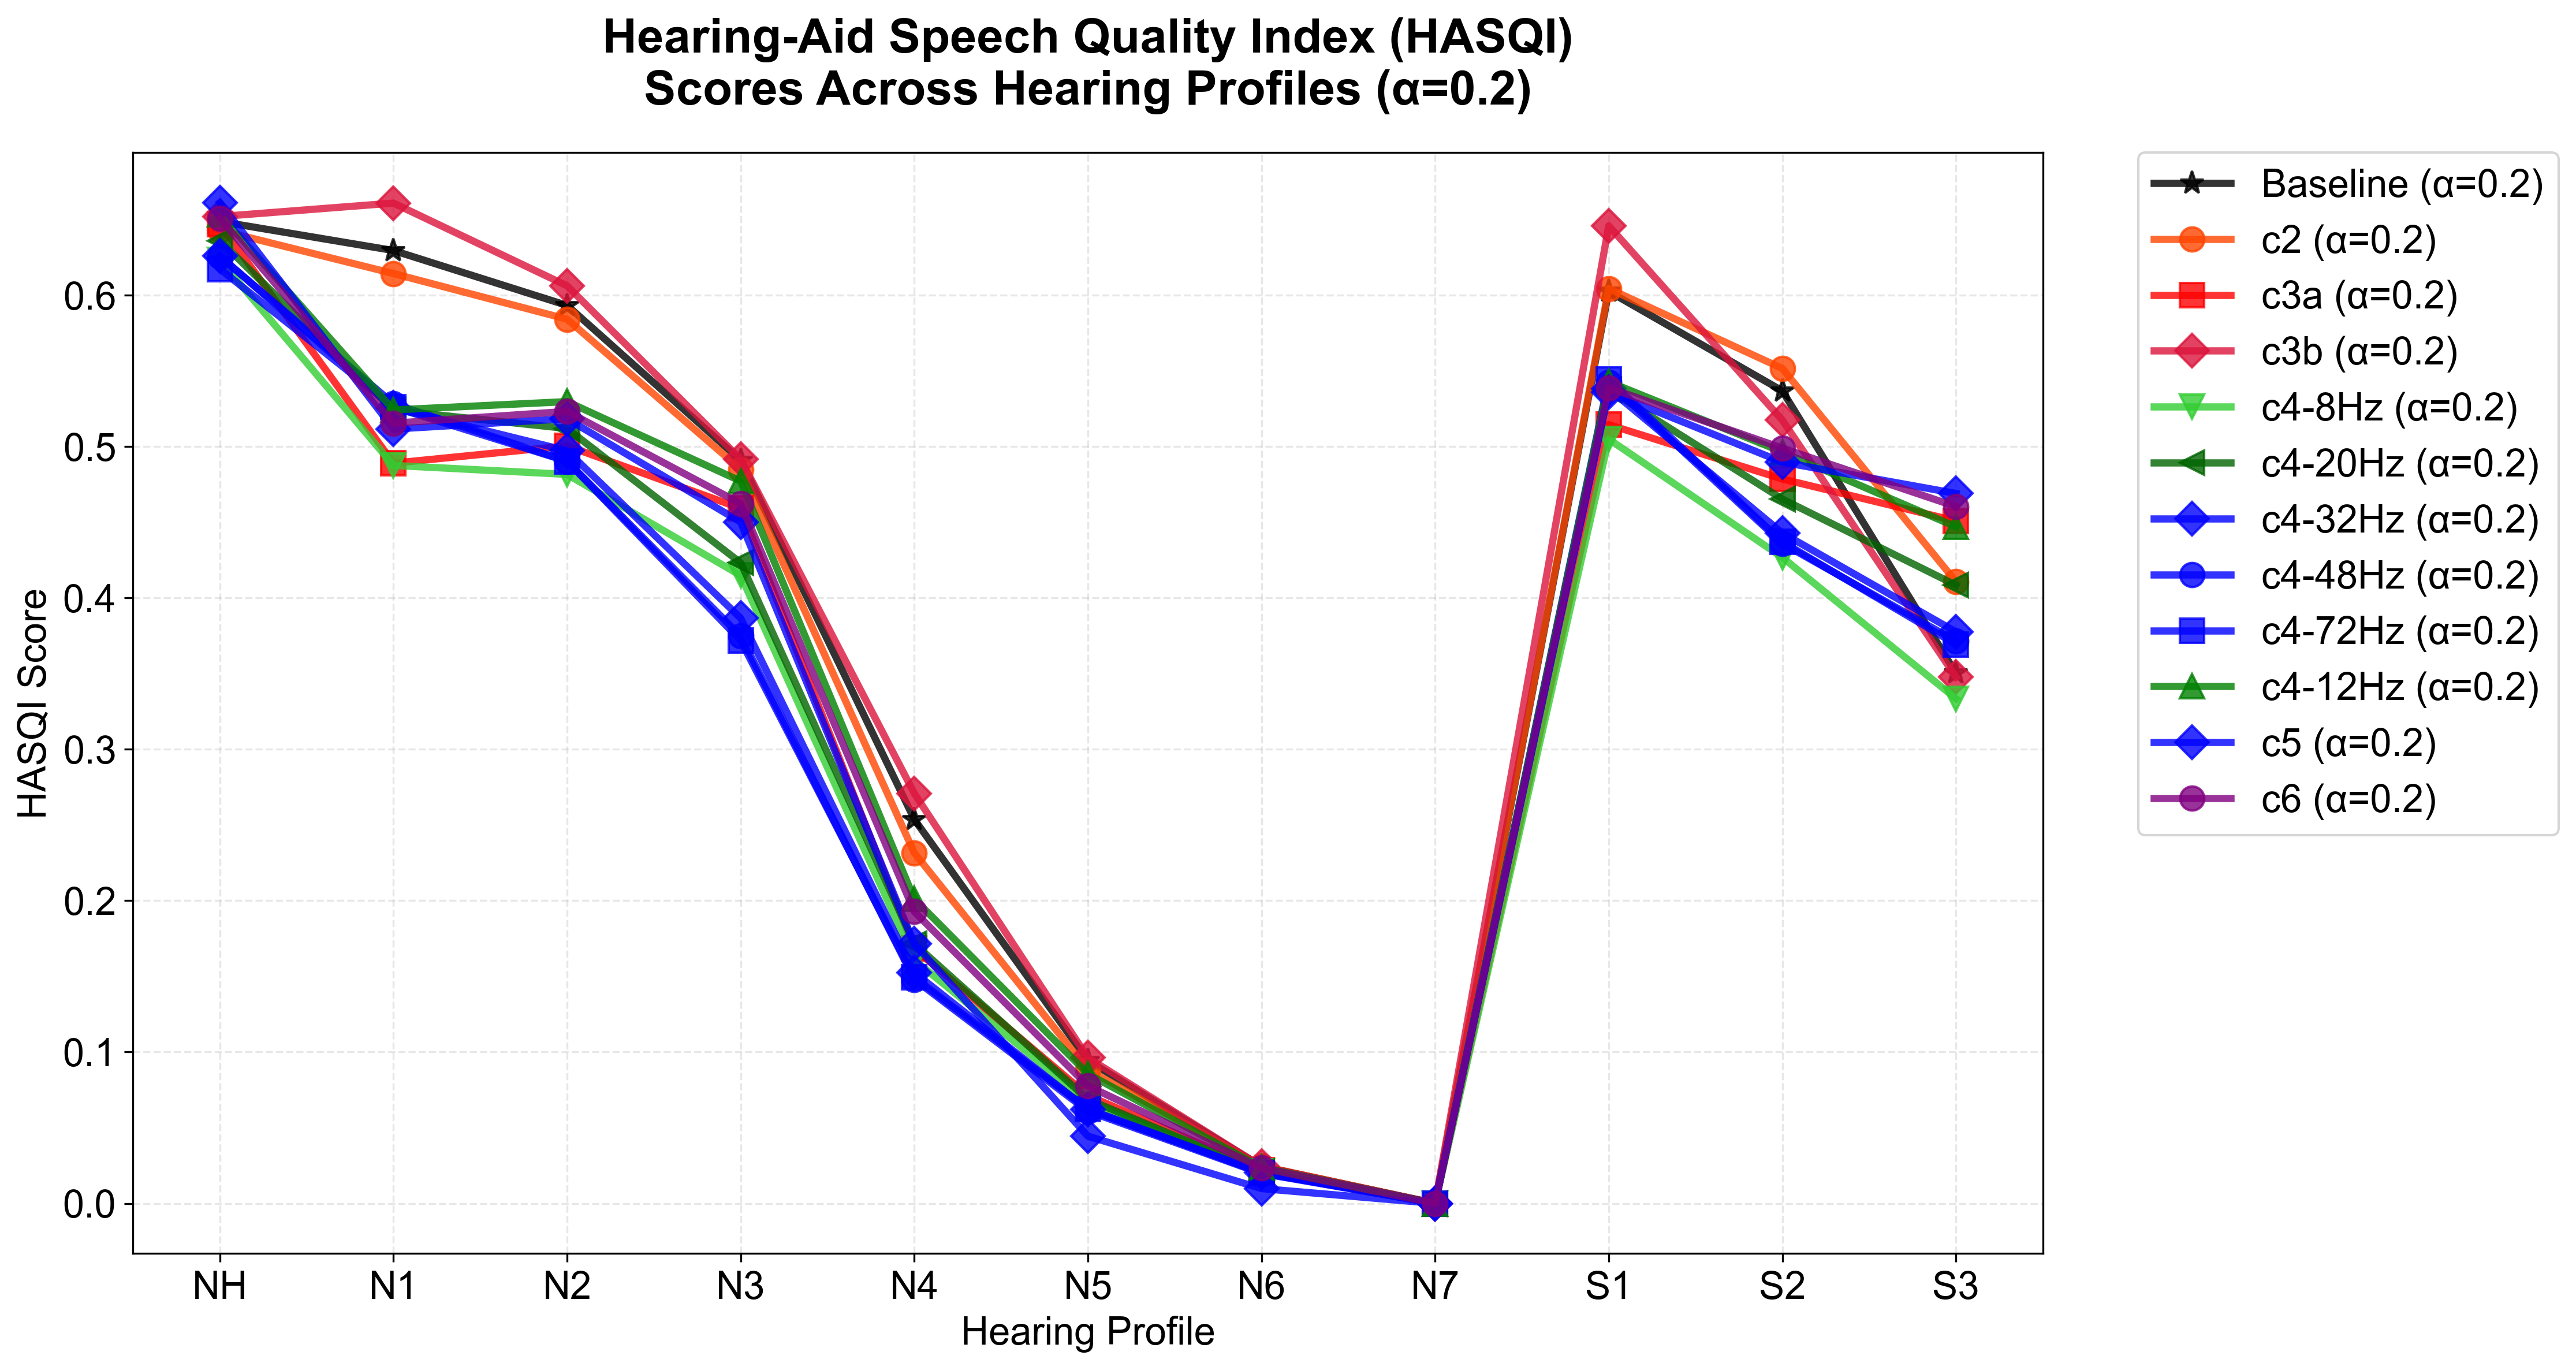 Hearing-Aid Speech Quality Index (HASQI)
Scores Across Hearing Profiles (α=0.2)
HASQI Score
0.6
0.5
0.4
0.3
0.2
0.1
0.0
NH
N1
N2
N3
N4
N5
N6
N7
S1
S2
S3
Hearing Profile
Baseline (α=0.2)
c2 (α=0.2)
c3a (α=0.2)
c3b (α=0.2)
c4-8Hz (α=0.2)
c4-20Hz (α=0.2)
c4-32Hz (α=0.2)
c4-48Hz (α=0.2)
c4-72Hz (α=0.2)
c4-12Hz (α=0.2)
c5 (α=0.2)
c6 (α=0.2)